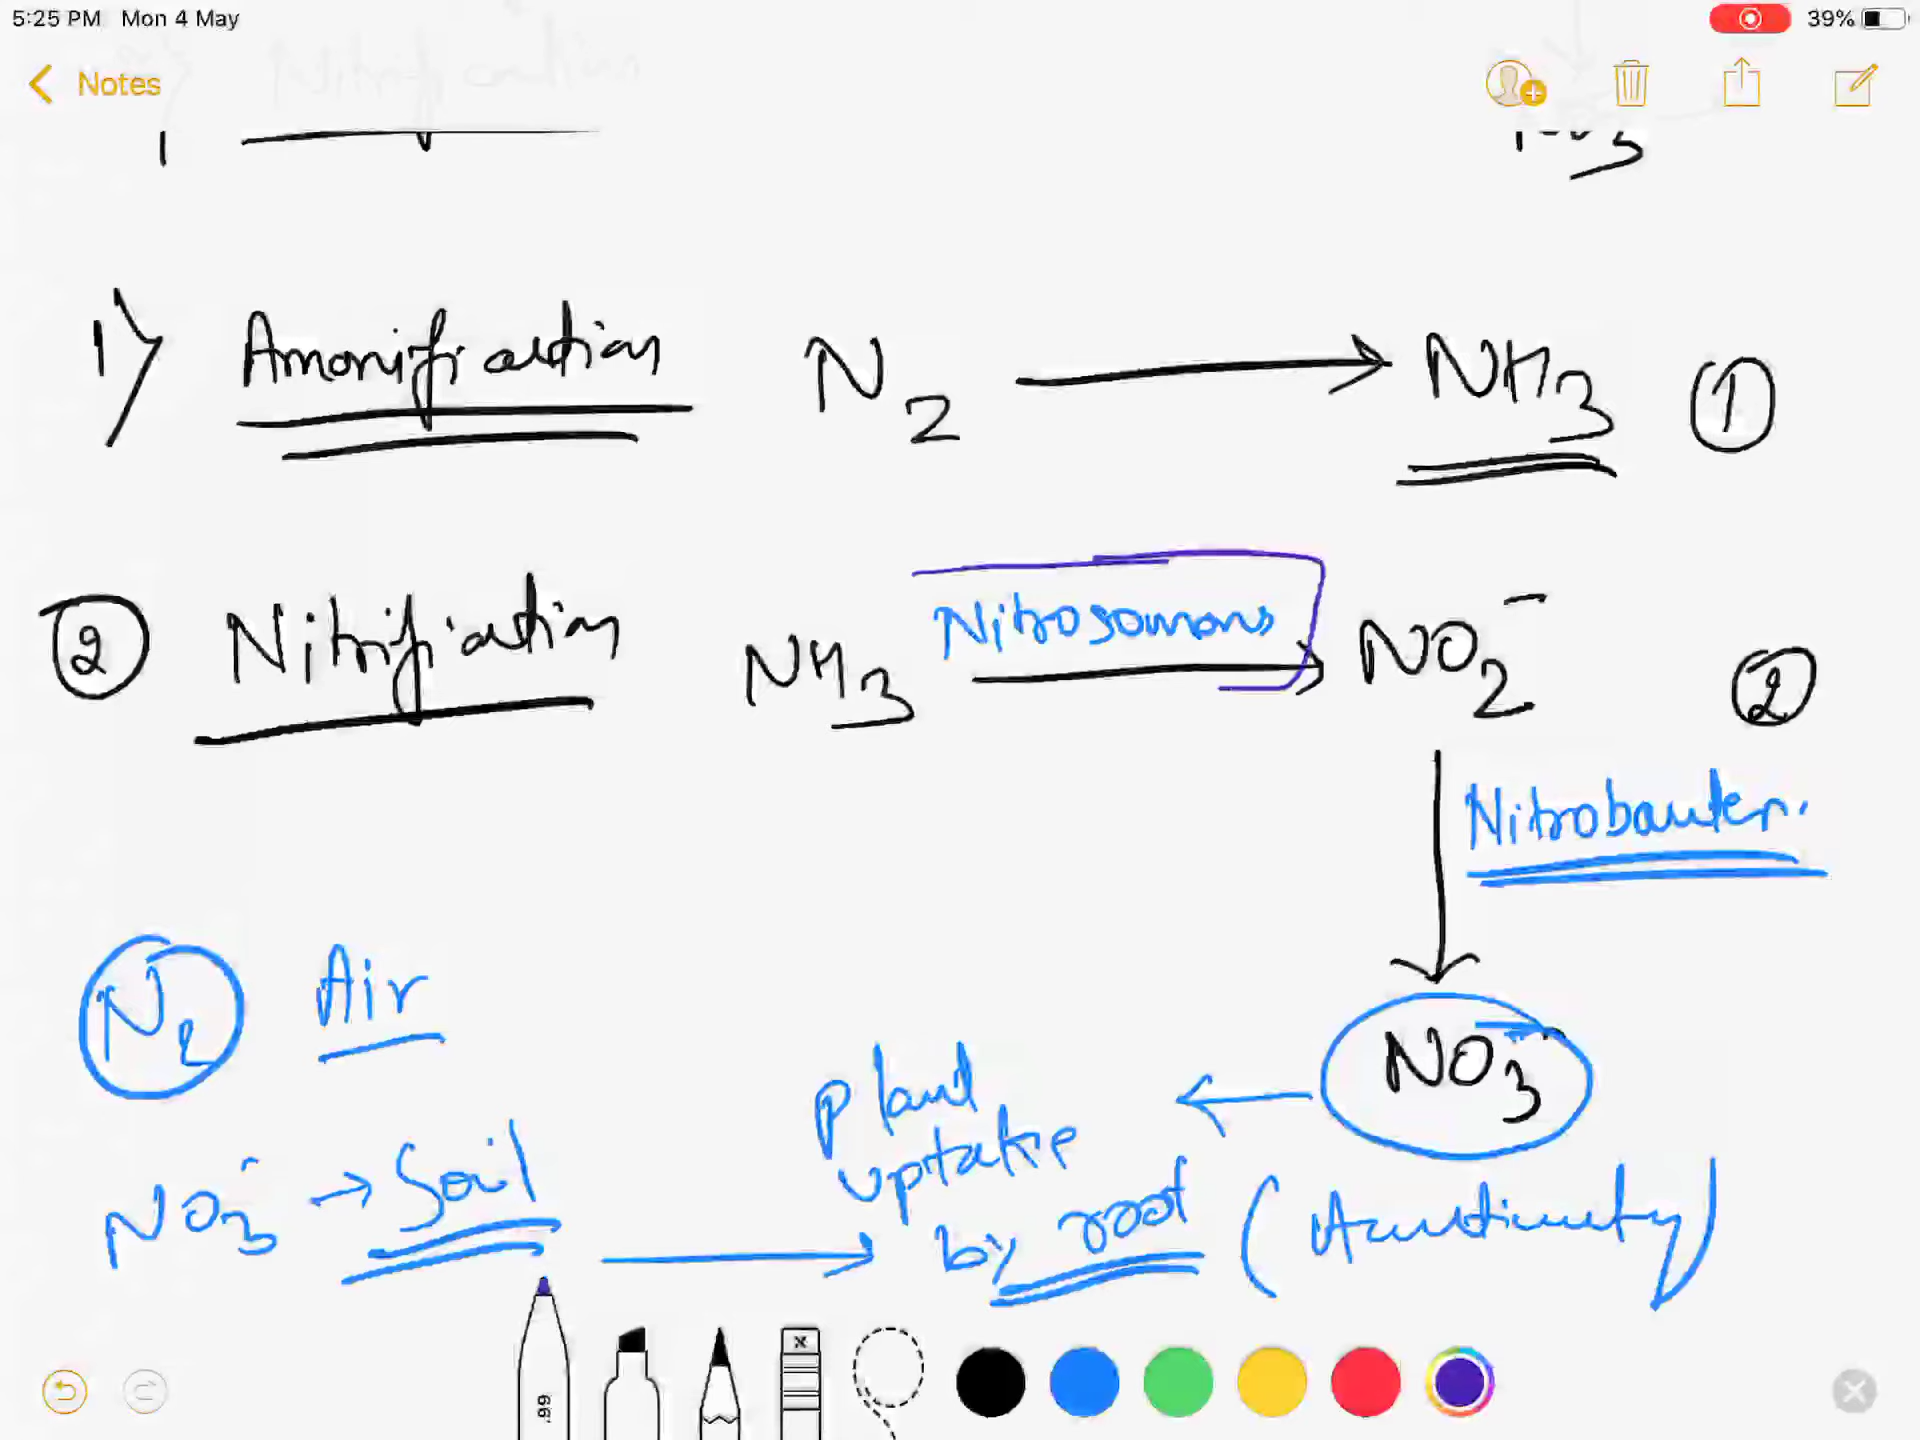 5:25 PM Mon 4 May 39%
Notes
1) Amonification N2 → NH3 ①
② Nitrification NH3 Nitrosomons → NO2⁻ ②
Nitrobacter.
N2 Air
NO3⁻
plant
uptake
NO3⁻ → Soil → by root
.99